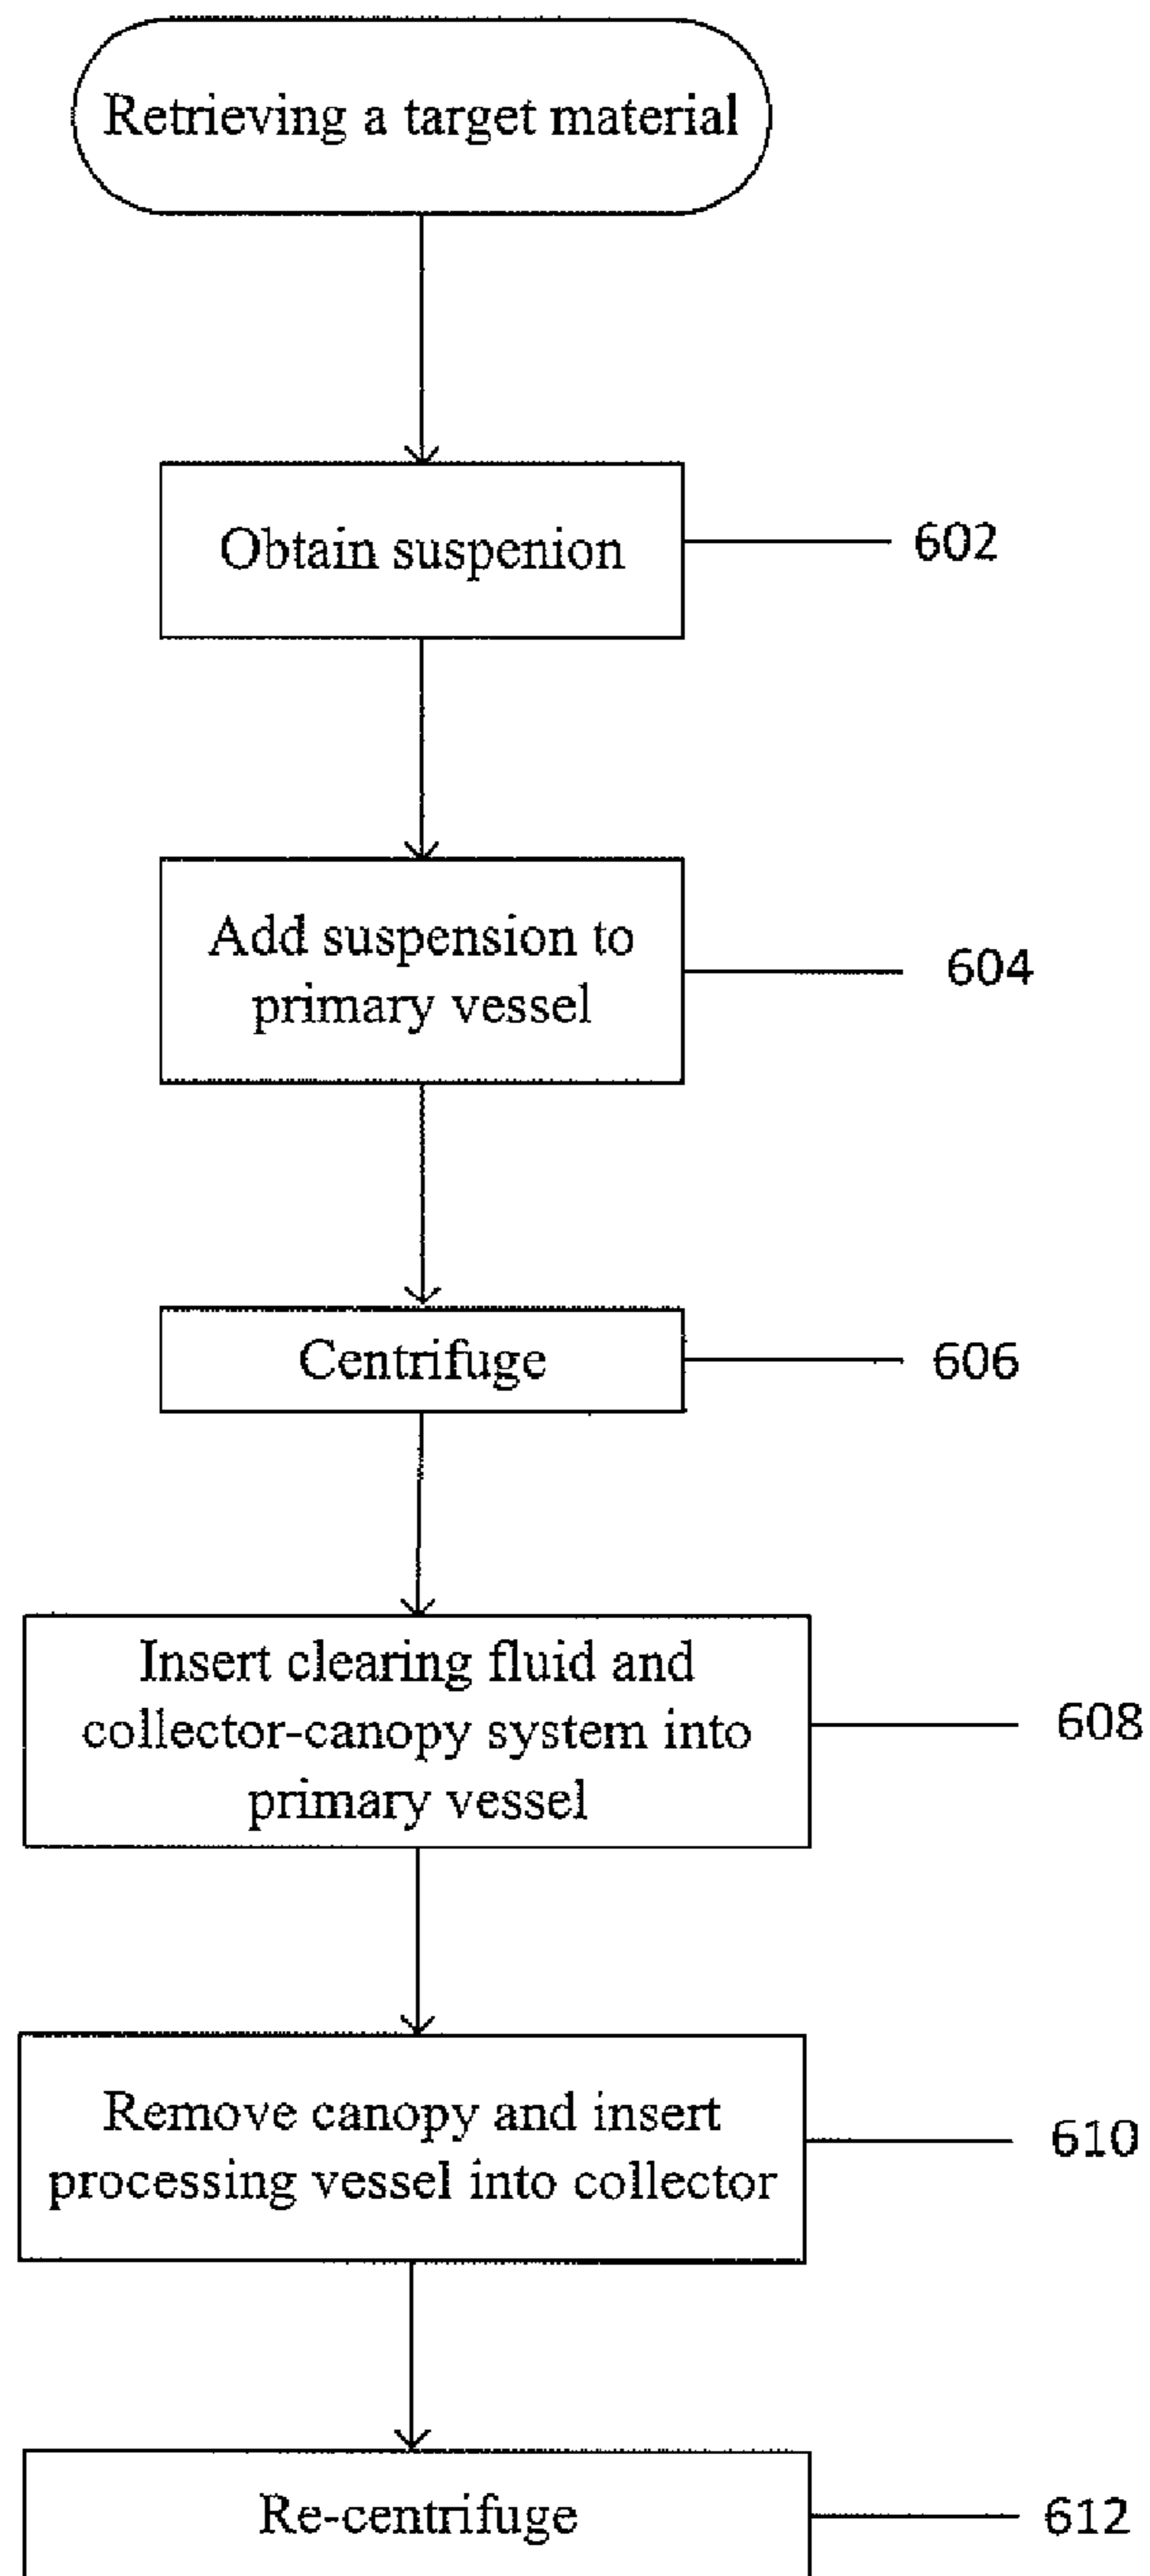 Retrieving a target material
Obtain suspenion
602
Add suspension to
primary vessel
604
Centrifuge
606
Insert clearing fluid and
collector-canopy system into
primary vessel
608
Remove canopy and insert
processing vessel into collector
610
Re-centrifuge
612